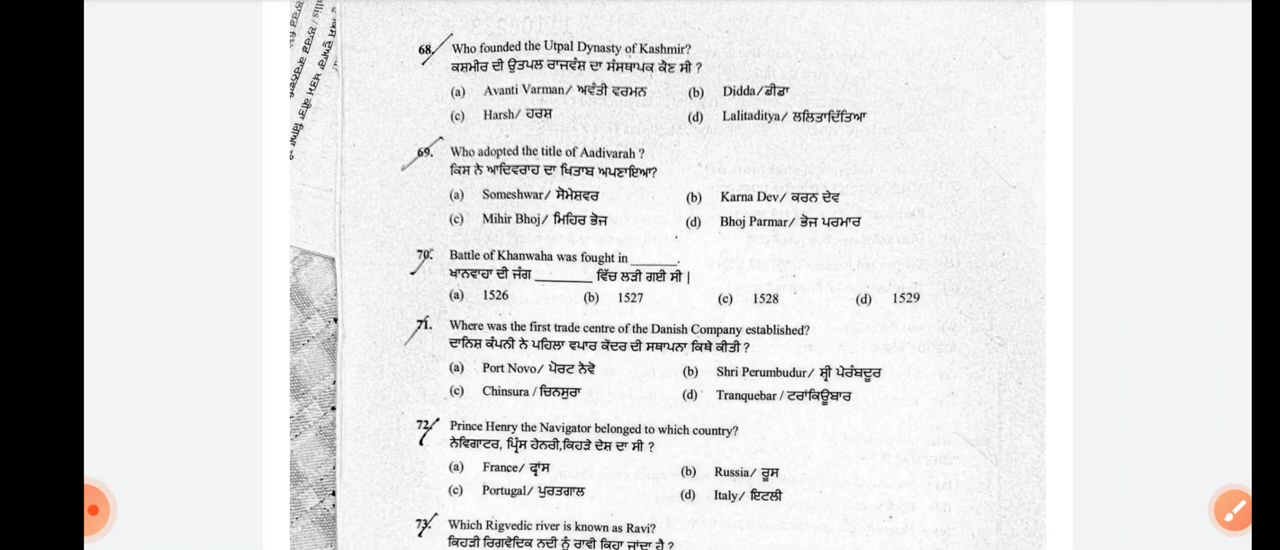 68. Who founded the Utpal Dynasty of Kashmir?
ਕਸ਼ਮੀਰ ਦੀ ਉਤਪਲ ਰਾਜਵੰਸ਼ ਦਾ ਸੰਸਥਾਪਕ ਕੌਣ ਸੀ ?
(a) Avanti Varman / ਅਵੰਤੀ ਵਰਮਨ (b) Didda / ਡੀਡਾ
(c) Harsh/ ਹਰਸ਼ (d) Lalitaditya / ਲਲਿਤਾਦਿੱਤਿਆ
69. Who adopted the title of Aadivarah ?
ਕਿਸ ਨੇ ਆਦਿਵਰਾਹ ਦਾ ਖਿਤਾਬ ਅਪਣਾਇਆ?
(a) Someshwar / ਸੋਮੇਸ਼ਵਰ (b) Karna Dev / ਕਰਨ ਦੇਵ
(c) Mihir Bhoj / ਮਿਹਿਰ ਭੋਜ (d) Bhoj Parmar / ਭੋਜ ਪਰਮਾਰ
70. Battle of Khanwaha was fought in ______.
ਖਾਨਵਾਹਾ ਦੀ ਜੰਗ ________ ਵਿੱਚ ਲੜੀ ਗਈ ਸੀ |
(a) 1526 (b) 1527 (c) 1528 (d) 1529
71. Where was the first trade centre of the Danish Company established?
ਦਾਨਿਸ਼ ਕੰਪਨੀ ਨੇ ਪਹਿਲਾ ਵਪਾਰ ਕੇਂਦਰ ਦੀ ਸਥਾਪਨਾ ਕਿਥੇ ਕੀਤੀ ?
(a) Port Novo / ਪੋਰਟ ਨੋਵੋ (b) Shri Perumbudur / ਸ਼੍ਰੀ ਪੇਰੰਬਦੂਰ
(c) Chinsura / ਚਿਨਸੁਰਾ (d) Tranquebar / ਟਰਾਂਕਿਊਬਾਰ
72. Prince Henry the Navigator belonged to which country?
ਨੇਵਿਗਾਟਰ, ਪ੍ਰਿੰਸ ਹੇਨਰੀ,ਕਿਹੜੇ ਦੇਸ਼ ਦਾ ਸੀ ?
(a) France / ਫ੍ਰਾਂਸ (b) Russia / ਰੂਸ
(c) Portugal / ਪੁਰਤਗਾਲ (d) Italy / ਇਟਲੀ
73. Which Rigvedic river is known as Ravi?
ਕਿਹੜੀ ਰਿਗਵੇਦਿਕ ਨਦੀ ਨੂੰ ਰਾਵੀ ਕਿਹਾ ਜਾਂਦਾ ਹੈ ?